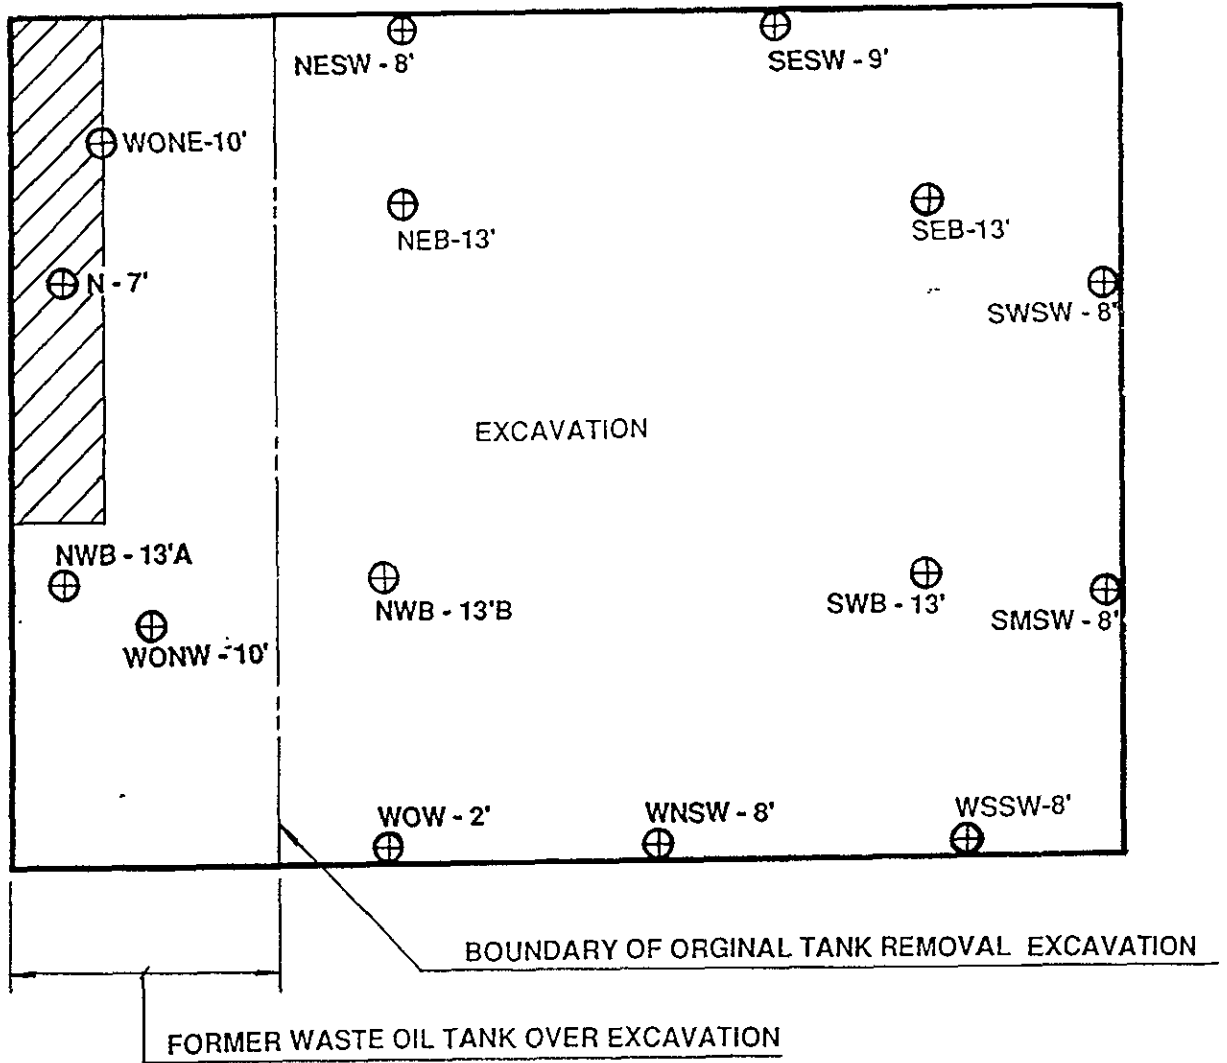 NESW - 8'
SESW - 9'
WONE-10'
NEB-13'
SEB-13'
N - 7'
SWSW - 8'
EXCAVATION
NWB - 13'A
NWB - 13'B
SWB - 13'
SMSW - 8'
WONW - 10'
WOW - 2'
WNSW - 8'
WSSW-8'
BOUNDARY OF ORGINAL TANK REMOVAL EXCAVATION
FORMER WASTE OIL TANK OVER EXCAVATION